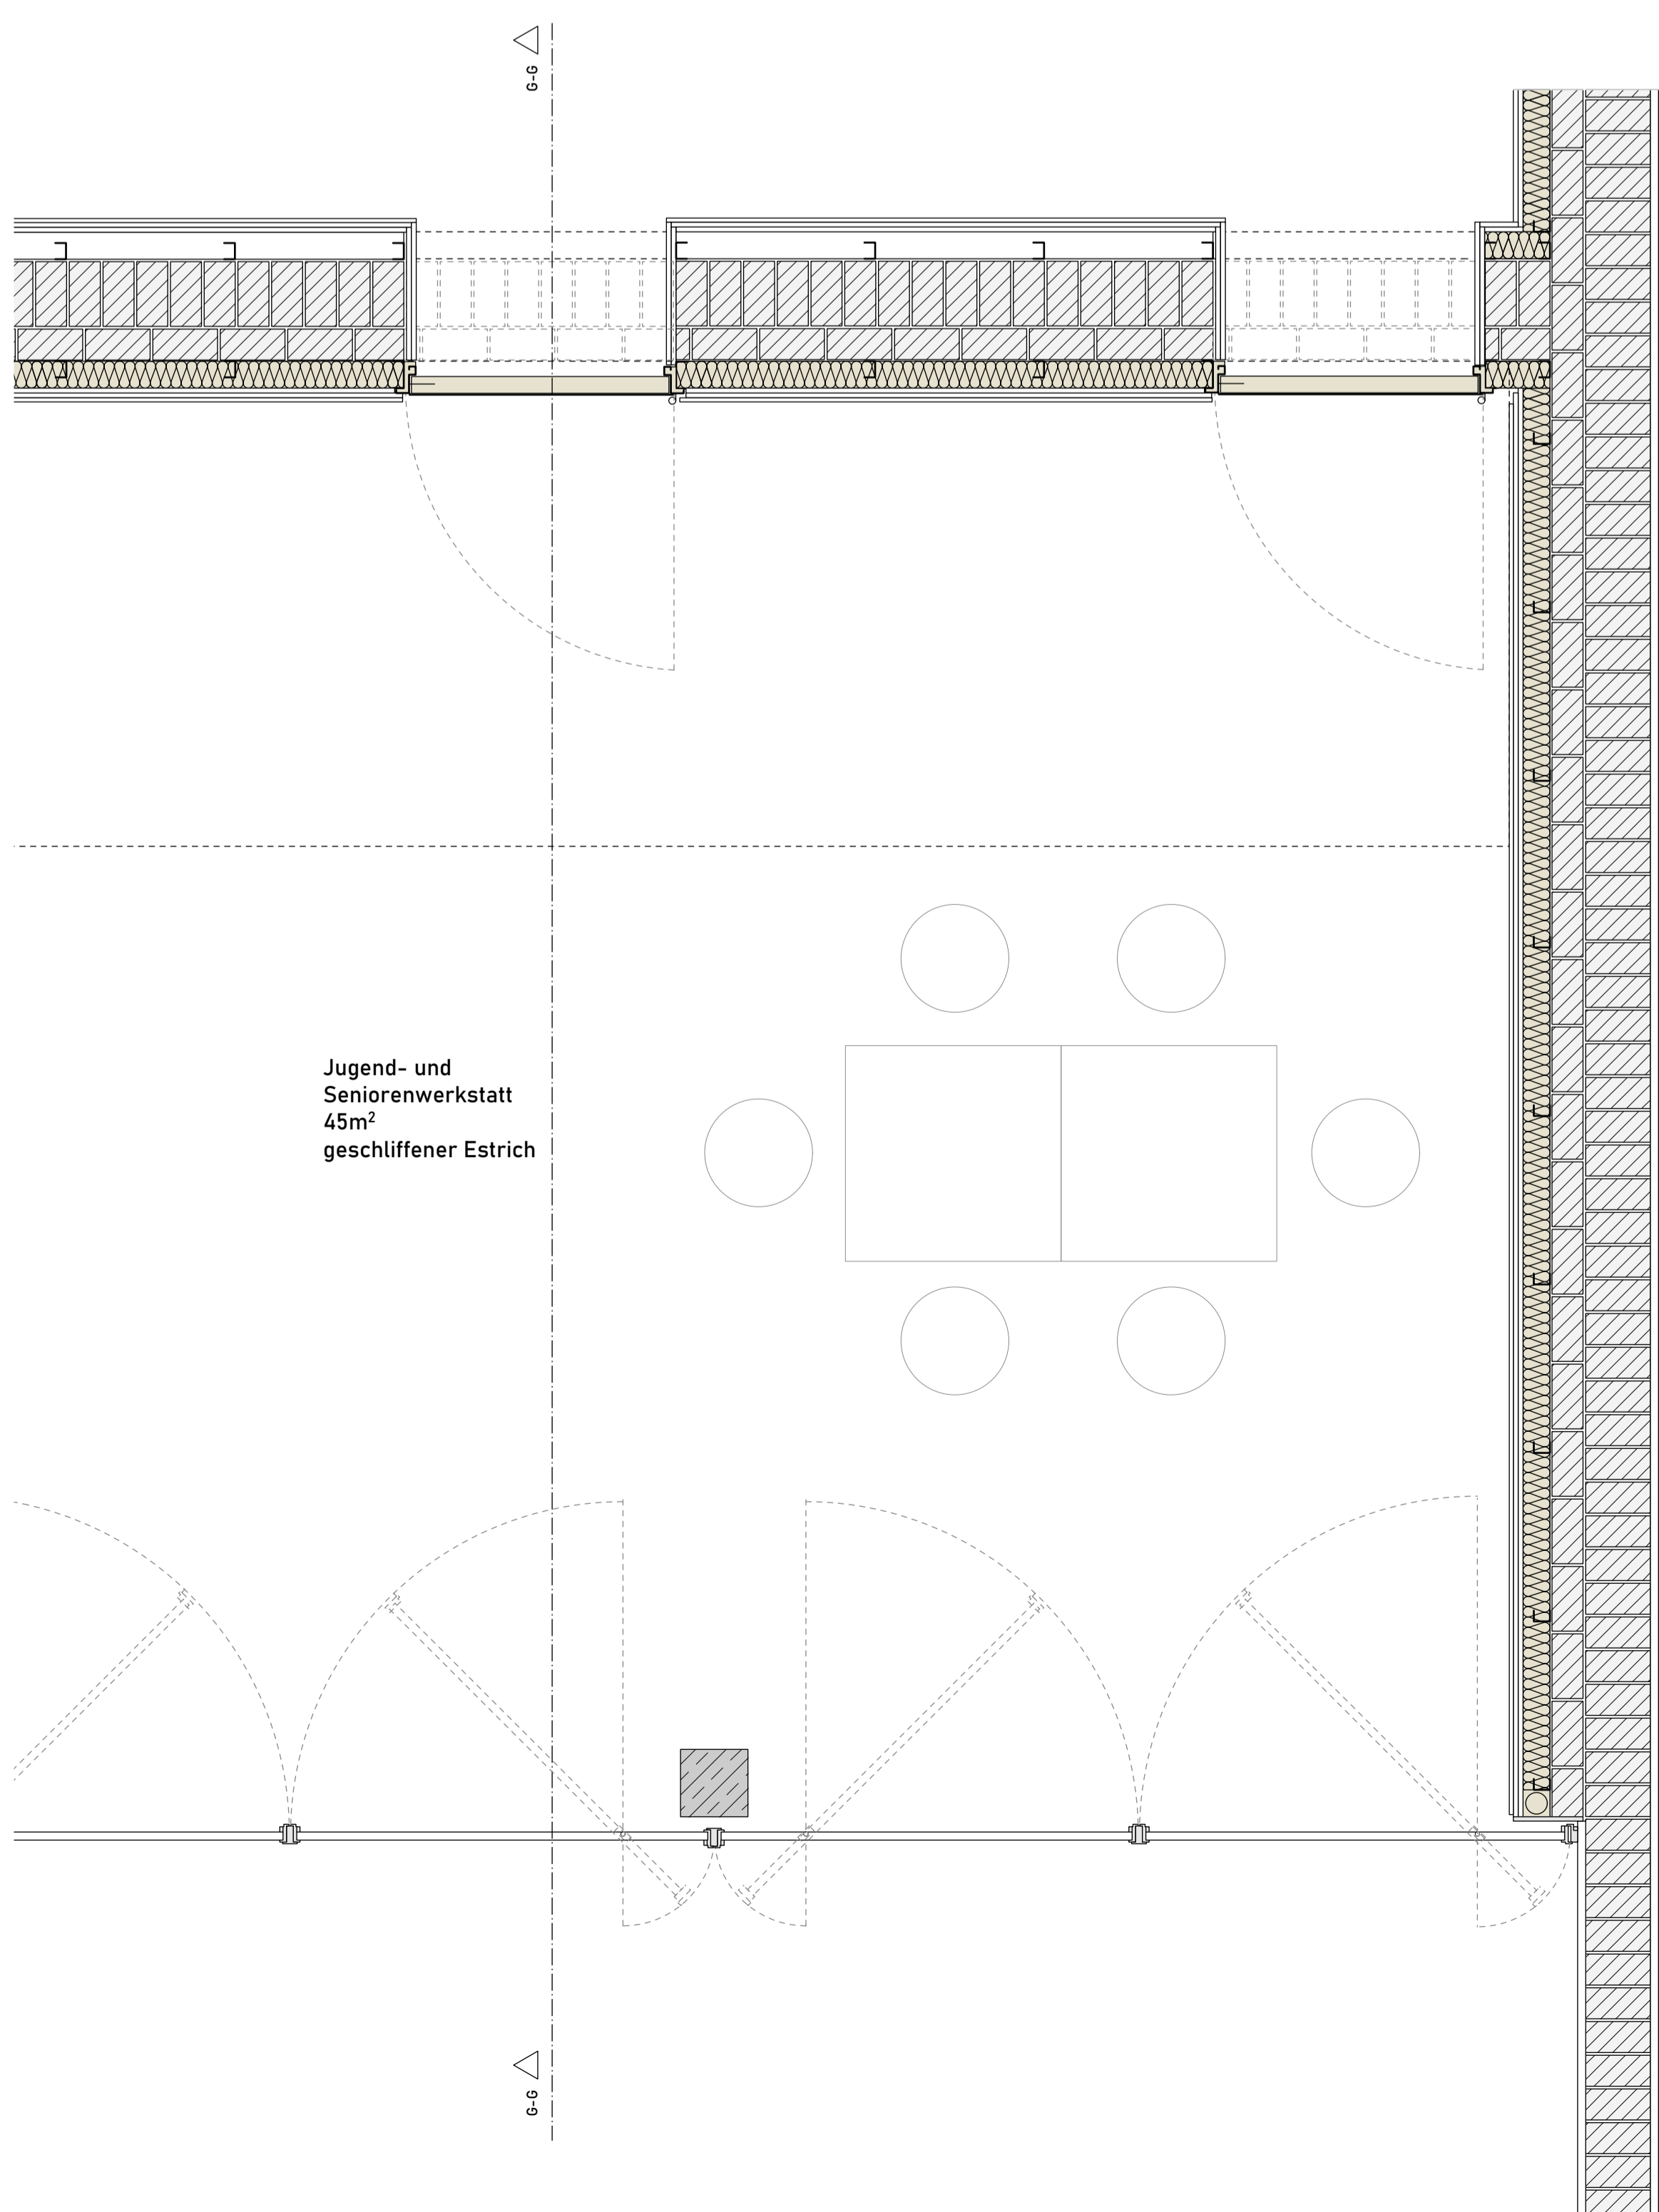 G-G
Jugend- und
Seniorenwerkstatt
45m²
geschliffener Estrich
G-G